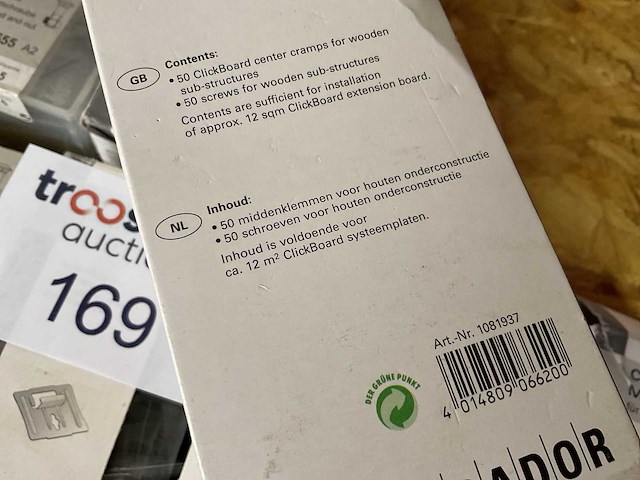 GB
Contents:
• 50 ClickBoard center cramps for wooden
sub-structures
• 50 screws for wooden sub-structures
Contents are sufficient for installation
of approx. 12 sqm ClickBoard extension board.
NL
Inhoud:
• 50 middenklemmen voor houten onderconstructie
• 50 schroeven voor houten onderconstructie
Inhoud is voldoende voor
ca. 12 m² ClickBoard systeemplaten.
Art.-Nr. 1081937
4 014809 066200
DER GRÜNE PUNKT
ADOR
troos
aucti
169
A2